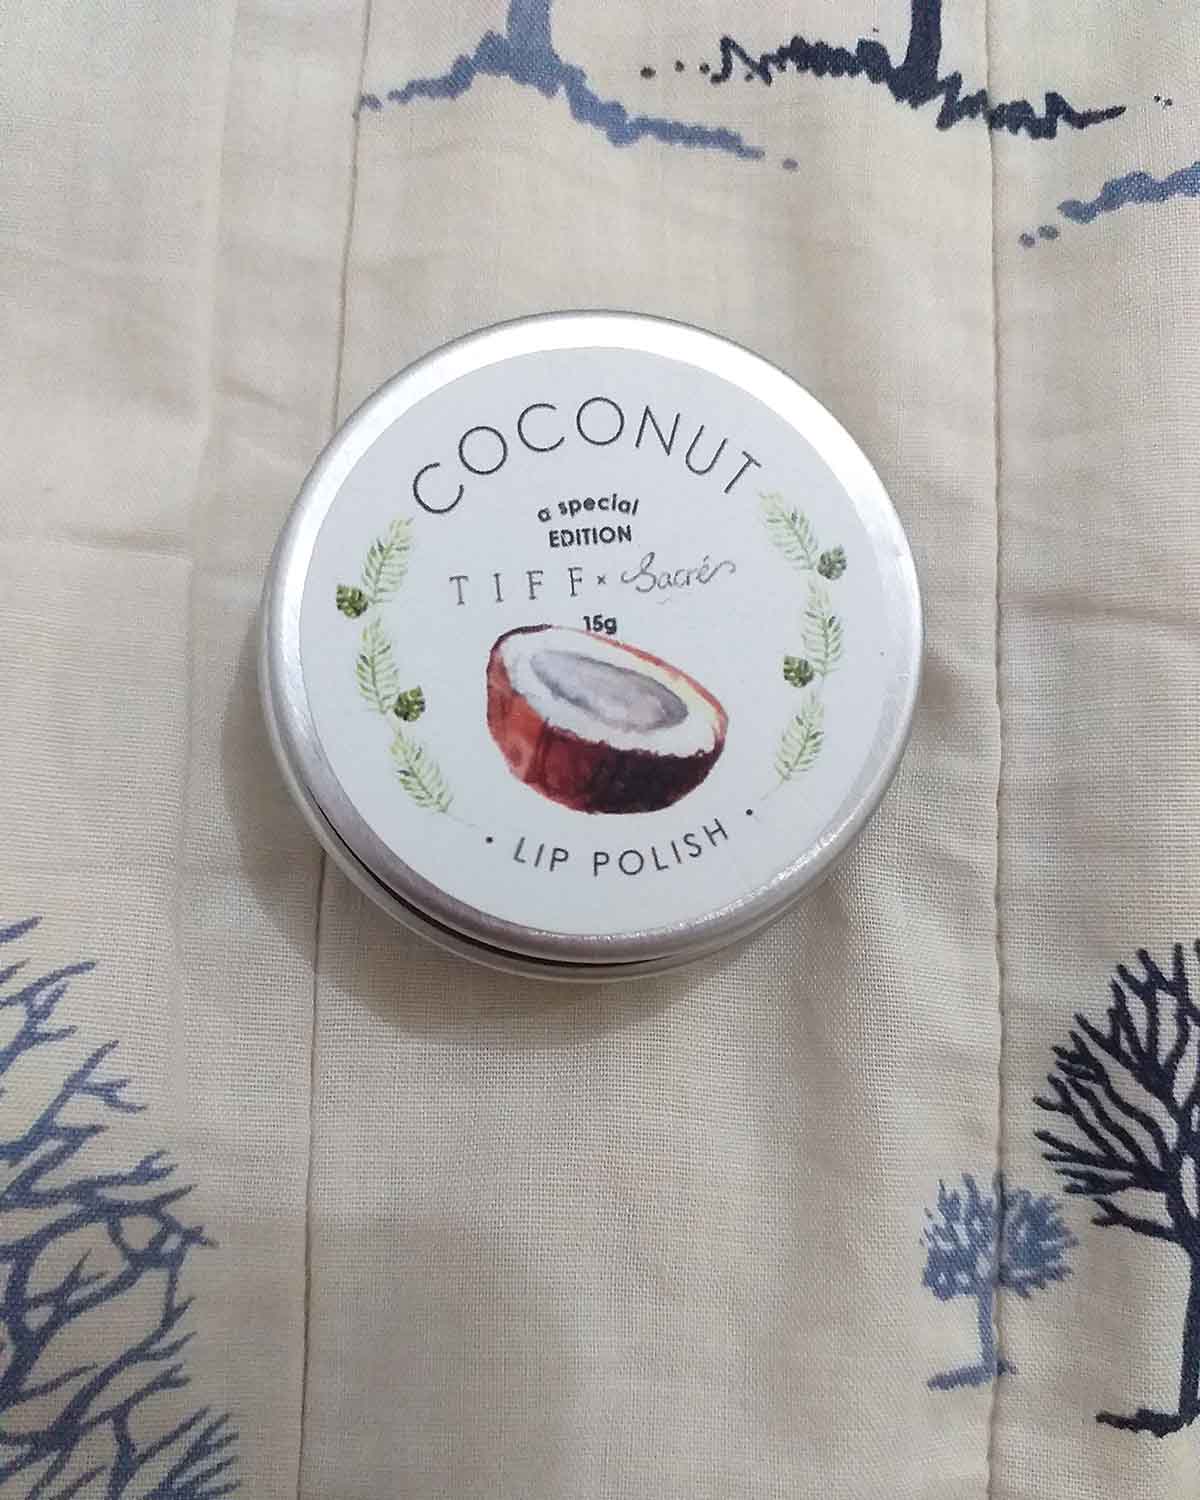 COCONUT
a special
EDITION
TIFF × Sacré
15g
• LIP POLISH •